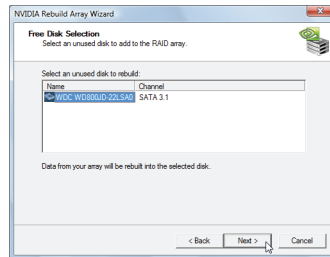 NVIDIA Rebuild Array Wizard
Free Disk Selection
Select an unused disk to add to the RAID array.
Select an unused disk to rebuild:
Name Channel
WDC WD800JD-22LSA0 SATA 3.1
Data from your array will be rebuilt into the selected disk.
< Back Next > Cancel